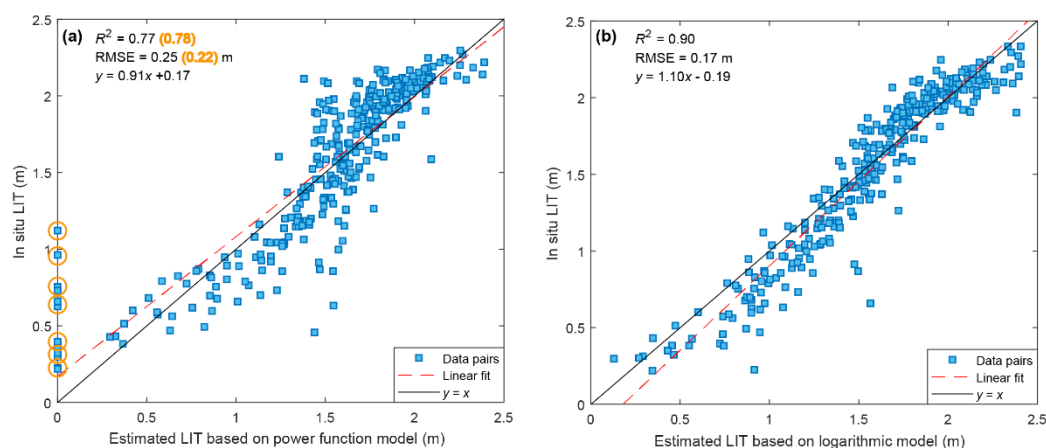 (a)
R² = 0.77 (0.78)
RMSE = 0.25 (0.22) m
y = 0.91x +0.17
2.5
2
1.5
1
0.5
0
In situ LIT (m)
Data pairs
Linear fit
y = x
0
0.5
1
1.5
2
2.5
Estimated LIT based on power function model (m)
(b)
R² = 0.90
RMSE = 0.17 m
y = 1.10x - 0.19
2.5
2
1.5
1
0.5
0
In situ LIT (m)
Data pairs
Linear fit
y = x
0
0.5
1
1.5
2
2.5
Estimated LIT based on logarithmic model (m)